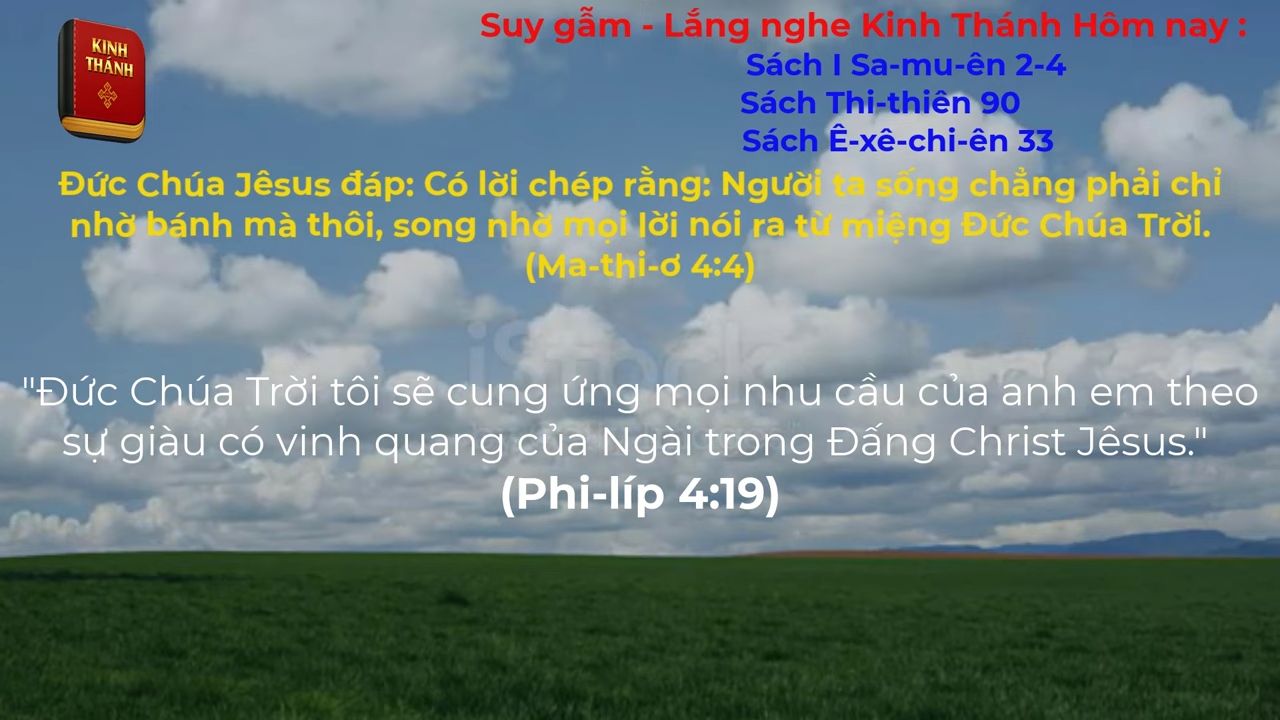 KINH
THÁNH
Suy gẫm - Lắng nghe Kinh Thánh Hôm nay :
Sách I Sa-mu-ên 2-4
Sách Thi-thiên 90
Sách Ê-xê-chi-ên 33
Đức Chúa Jêsus đáp: Có lời chép rằng: Người ta sống chẳng phải chỉ
nhờ bánh mà thôi, song nhờ mọi lời nói ra từ miệng Đức Chúa Trời.
(Ma-thi-ơ 4:4)
iStock
"Đức Chúa Trời tôi sẽ cung ứng mọi nhu cầu của anh em theo
sự giàu có vinh quang của Ngài trong Đấng Christ Jêsus."
(Phi-líp 4:19)